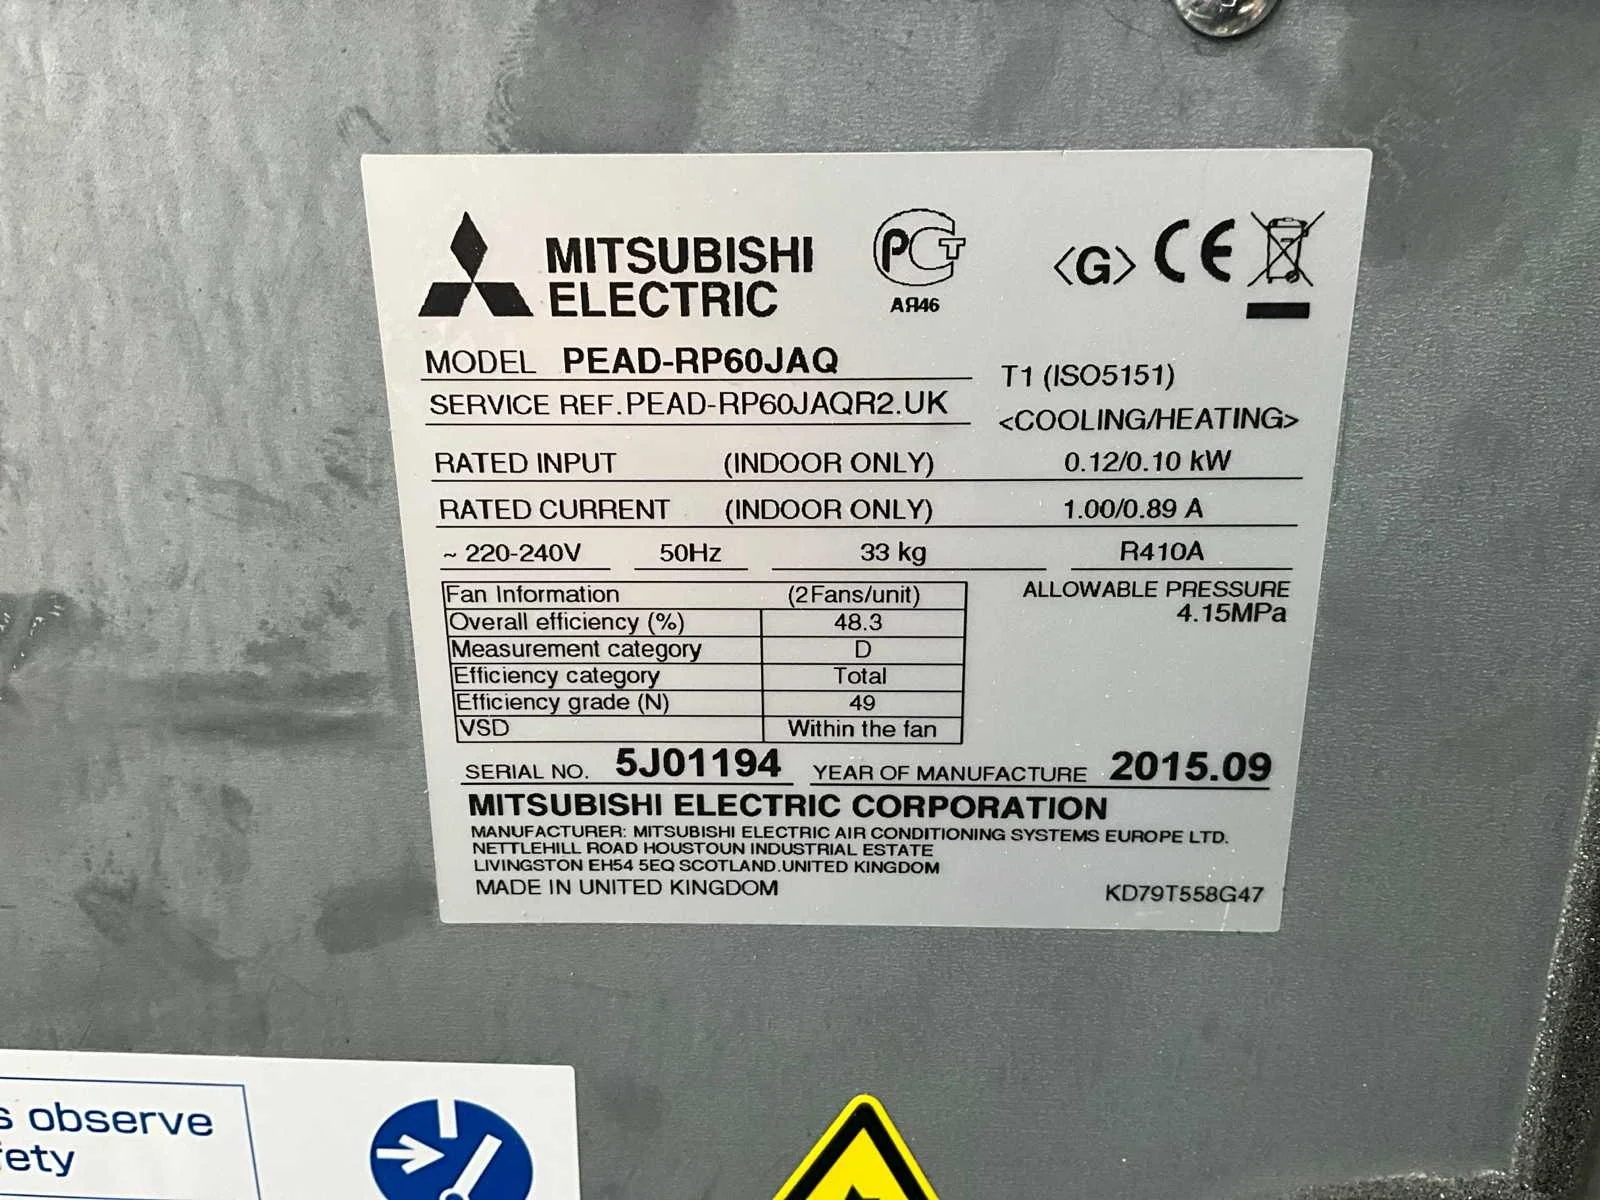 MITSUBISHI
ELECTRIC
РСТ
АЯ46
<G> CE
MODEL PEAD-RP60JAQ
SERVICE REF.PEAD-RP60JAQR2.UK
T1 (ISO5151)
<COOLING/HEATING>
RATED INPUT (INDOOR ONLY) 0.12/0.10 kW
RATED CURRENT (INDOOR ONLY) 1.00/0.89 A
~ 220-240V 50Hz 33 kg R410A
Fan Information (2Fans/unit)
Overall efficiency (%) 48.3
Measurement category D
Efficiency category Total
Efficiency grade (N) 49
VSD Within the fan
ALLOWABLE PRESSURE
4.15MPa
SERIAL NO. 5J01194 YEAR OF MANUFACTURE 2015.09
MITSUBISHI ELECTRIC CORPORATION
MANUFACTURER: MITSUBISHI ELECTRIC AIR CONDITIONING SYSTEMS EUROPE LTD.
NETTLEHILL ROAD HOUSTOUN INDUSTRIAL ESTATE
LIVINGSTON EH54 5EQ SCOTLAND.UNITED KINGDOM
MADE IN UNITED KINGDOM KD79T558G47
s observe
ety